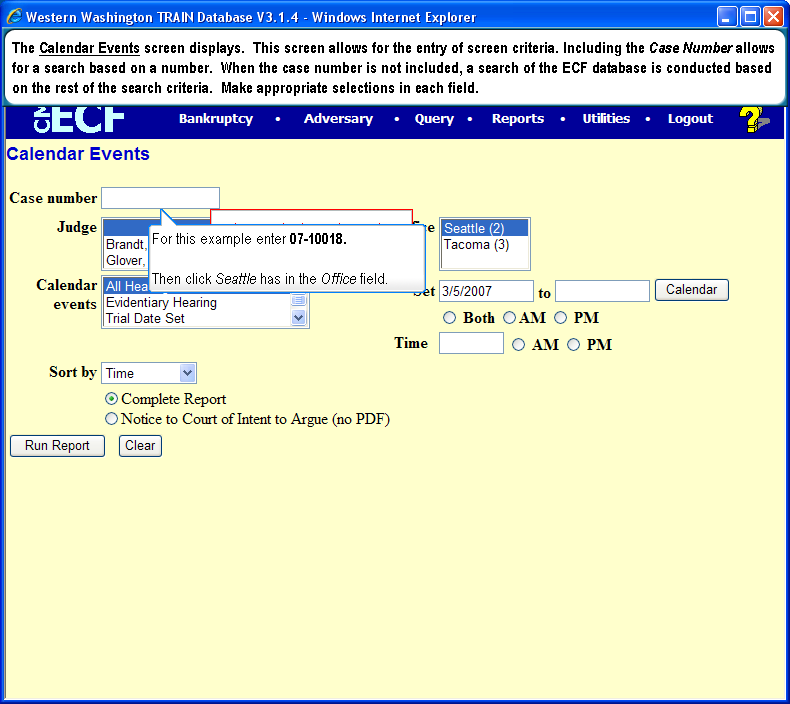 Western Washington TRAIN Database V3.1.4 - Windows Internet Explorer
The Calendar Events screen displays. This screen allows for the entry of screen criteria. Including the Case Number allows
for a search based on a number. When the case number is not included, a search of the ECF database is conducted based
on the rest of the search criteria. Make appropriate selections in each field.
CM ECF Bankruptcy • Adversary • Query • Reports • Utilities • Logout ?
Calendar Events
Case number
Judge
Brandt,
Glover,
For this example enter 07-10018.
Then click Seattle has in the Office field.
Seattle (2)
Tacoma (3)
Calendar
events
All Hea
Evidentiary Hearing
Trial Date Set
Set 3/5/2007 to Calendar
Both AM PM
Time AM PM
Sort by Time
Complete Report
Notice to Court of Intent to Argue (no PDF)
Run Report Clear